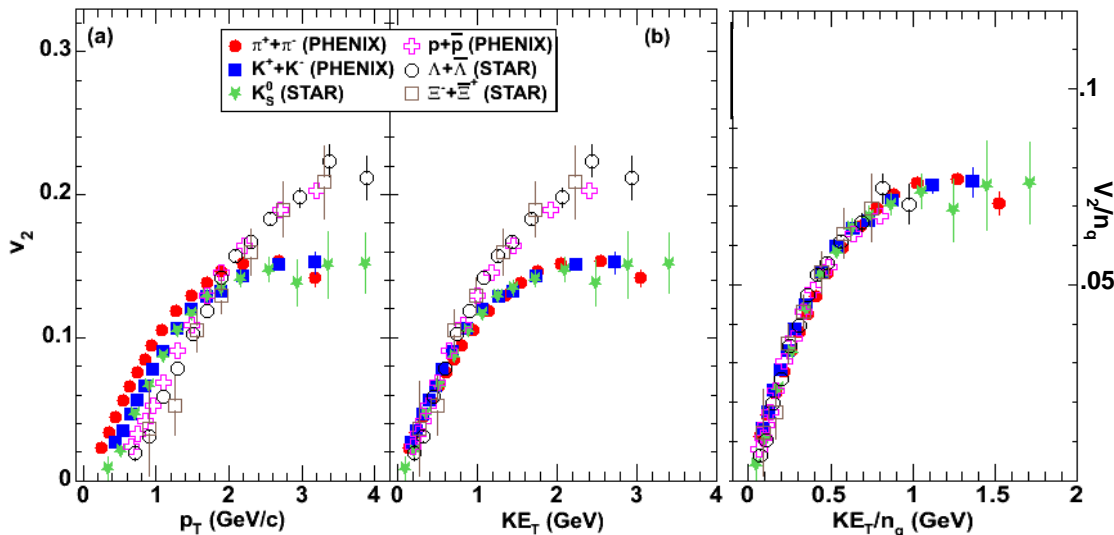 (a)
(b)
π⁺+π⁻ (PHENIX)
p+p̅ (PHENIX)
K⁺+K⁻ (PHENIX)
Λ+Λ̅ (STAR)
K⁰_S (STAR)
Ξ⁻+Ξ̅⁺ (STAR)
0.3
0.2
0.1
0
v₂
0 1 2 3 4
p_T (GeV/c)
0 1 2 3 4
KE_T (GeV)
.1
.05
V₂/n_q
0 0.5 1 1.5 2
KE_T/n_q (GeV)